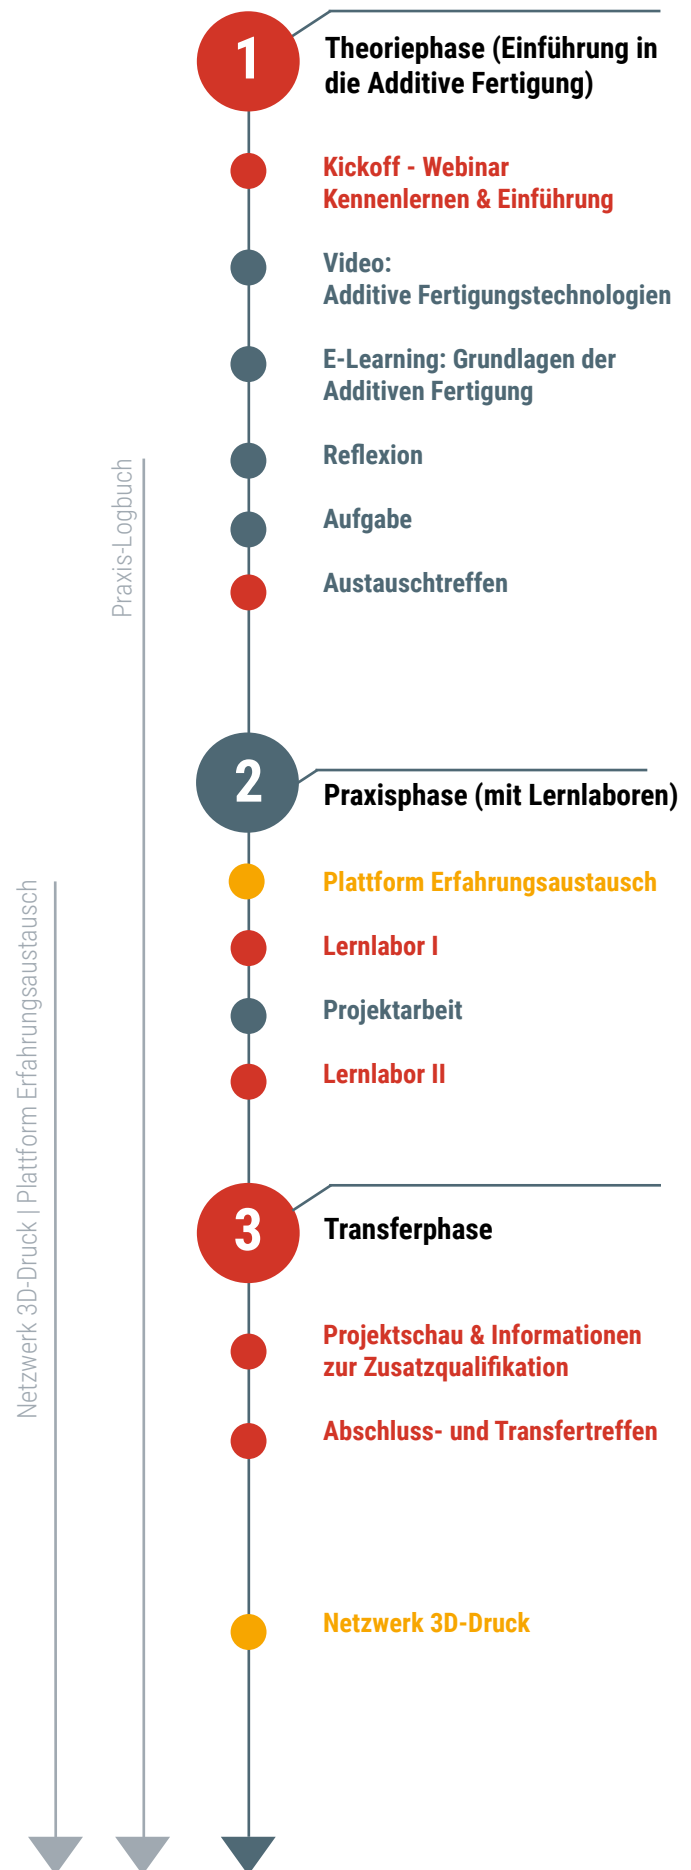 1
Theoriephase (Einführung in
die Additive Fertigung)
Kickoff - Webinar
Kennenlernen & Einführung
Video:
Additive Fertigungstechnologien
E-Learning: Grundlagen der
Additiven Fertigung
Reflexion
Aufgabe
Austauschtreffen
Praxis-Logbuch
2
Praxisphase (mit Lernlaboren)
Plattform Erfahrungsaustausch
Lernlabor I
Projektarbeit
Lernlabor II
Netzwerk 3D-Druck | Plattform Erfahrungsaustausch
3
Transferphase
Projektschau & Informationen
zur Zusatzqualifikation
Abschluss- und Transfertreffen
Netzwerk 3D-Druck